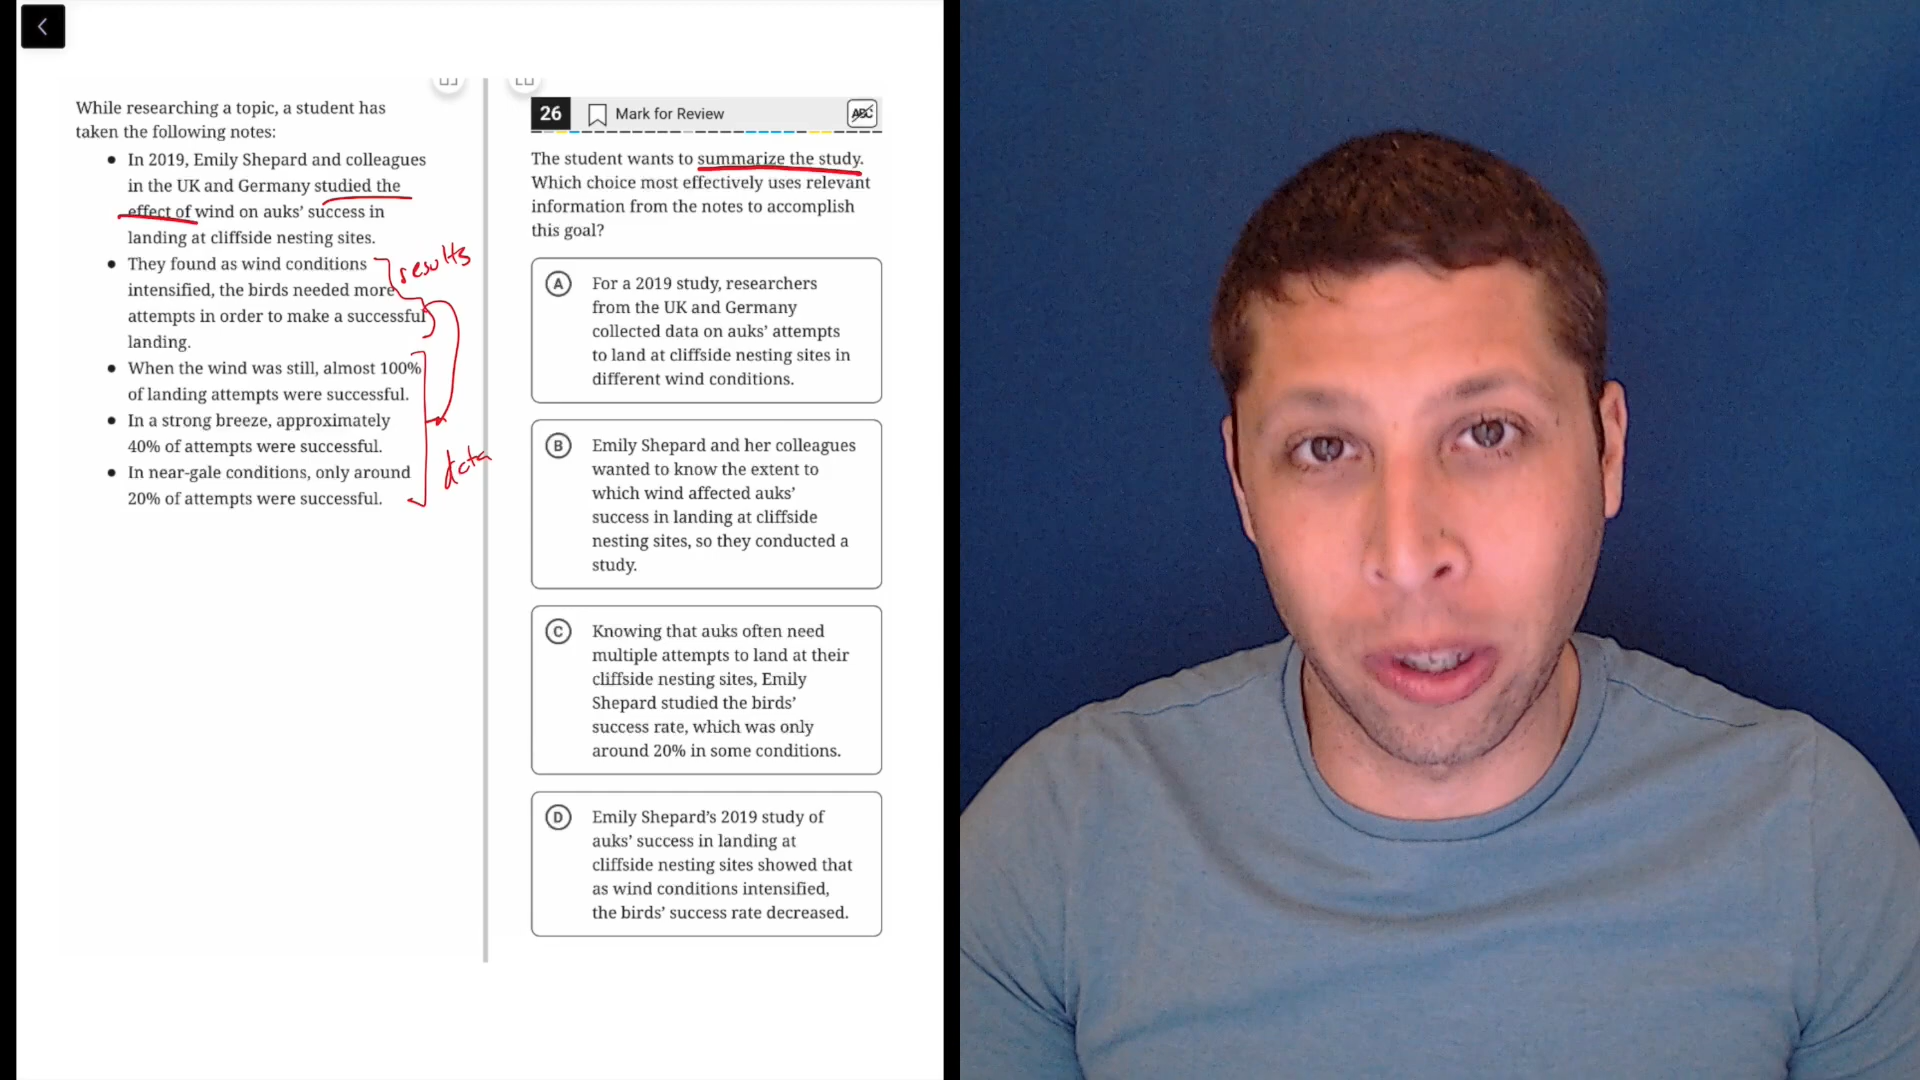 While researching a topic, a student has
taken the following notes:
• In 2019, Emily Shepard and colleagues
in the UK and Germany studied the
effect of wind on auks' success in
landing at cliffside nesting sites.
• They found as wind conditions
intensified, the birds needed more
attempts in order to make a successful
landing.
• When the wind was still, almost 100%
of landing attempts were successful.
• In a strong breeze, approximately
40% of attempts were successful.
• In near-gale conditions, only around
20% of attempts were successful.
results
data
26 Mark for Review ABC
The student wants to summarize the study.
Which choice most effectively uses relevant
information from the notes to accomplish
this goal?
A For a 2019 study, researchers
from the UK and Germany
collected data on auks' attempts
to land at cliffside nesting sites in
different wind conditions.
B Emily Shepard and her colleagues
wanted to know the extent to
which wind affected auks'
success in landing at cliffside
nesting sites, so they conducted a
study.
C Knowing that auks often need
multiple attempts to land at their
cliffside nesting sites, Emily
Shepard studied the birds'
success rate, which was only
around 20% in some conditions.
D Emily Shepard's 2019 study of
auks' success in landing at
cliffside nesting sites showed that
as wind conditions intensified,
the birds' success rate decreased.